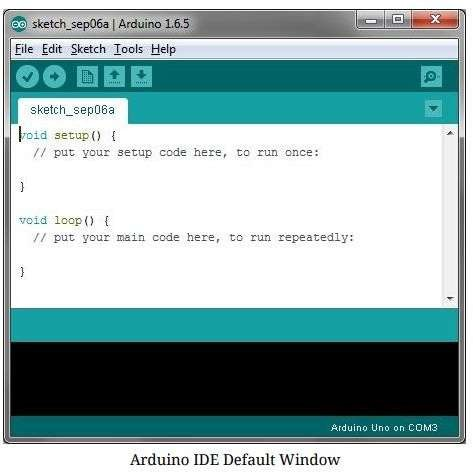 sketch_sep06a | Arduino 1.6.5
File Edit Sketch Tools Help
sketch_sep06a
void setup() {
  // put your setup code here, to run once:
}
void loop() {
  // put your main code here, to run repeatedly:
}
Arduino Uno on COM3
Arduino IDE Default Window